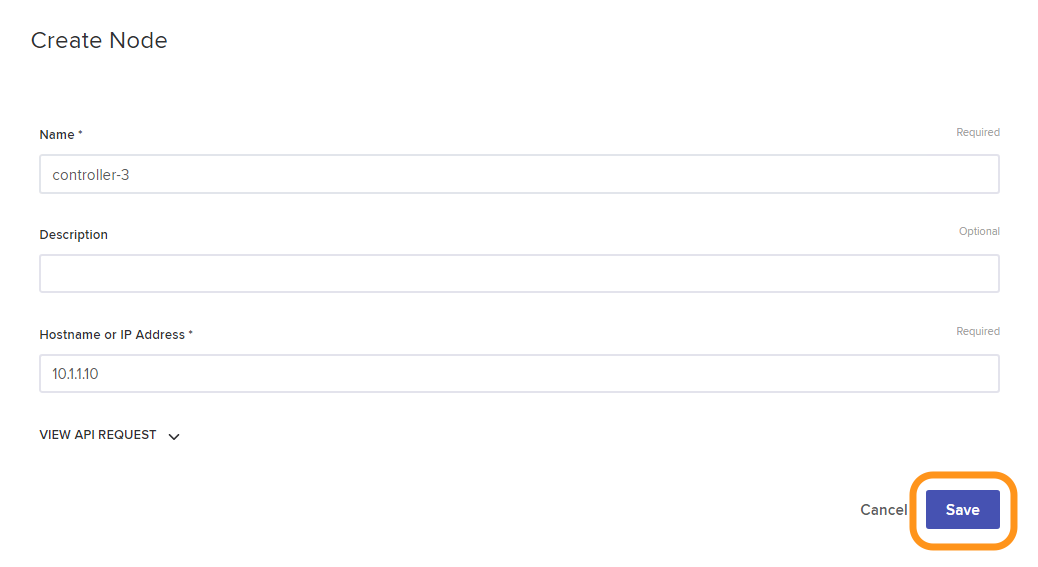 Create Node
Name *
Required
controller-3
Description
Optional
Hostname or IP Address *
Required
10.1.1.10
VIEW API REQUEST
Cancel
Save